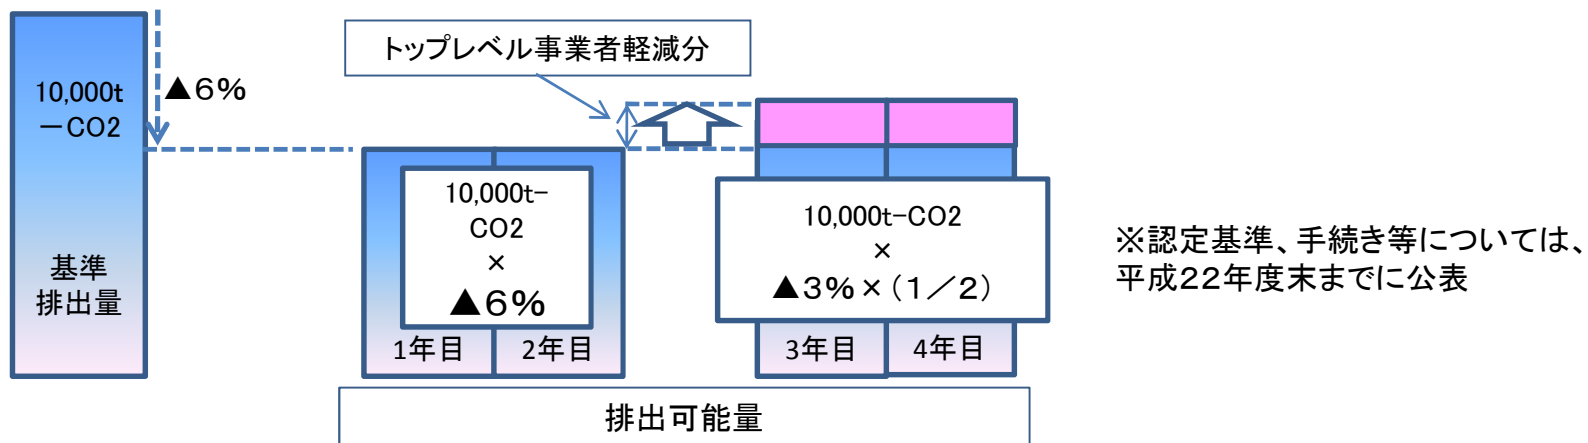 10,000t
－CO2
基準
排出量
▲6%
トップレベル事業者軽減分
10,000t-
CO2
×
▲6%
1年目
2年目
10,000t-CO2
×
▲3%×(1／2)
3年目
4年目
排出可能量
※認定基準、手続き等については、
平成22年度末までに公表